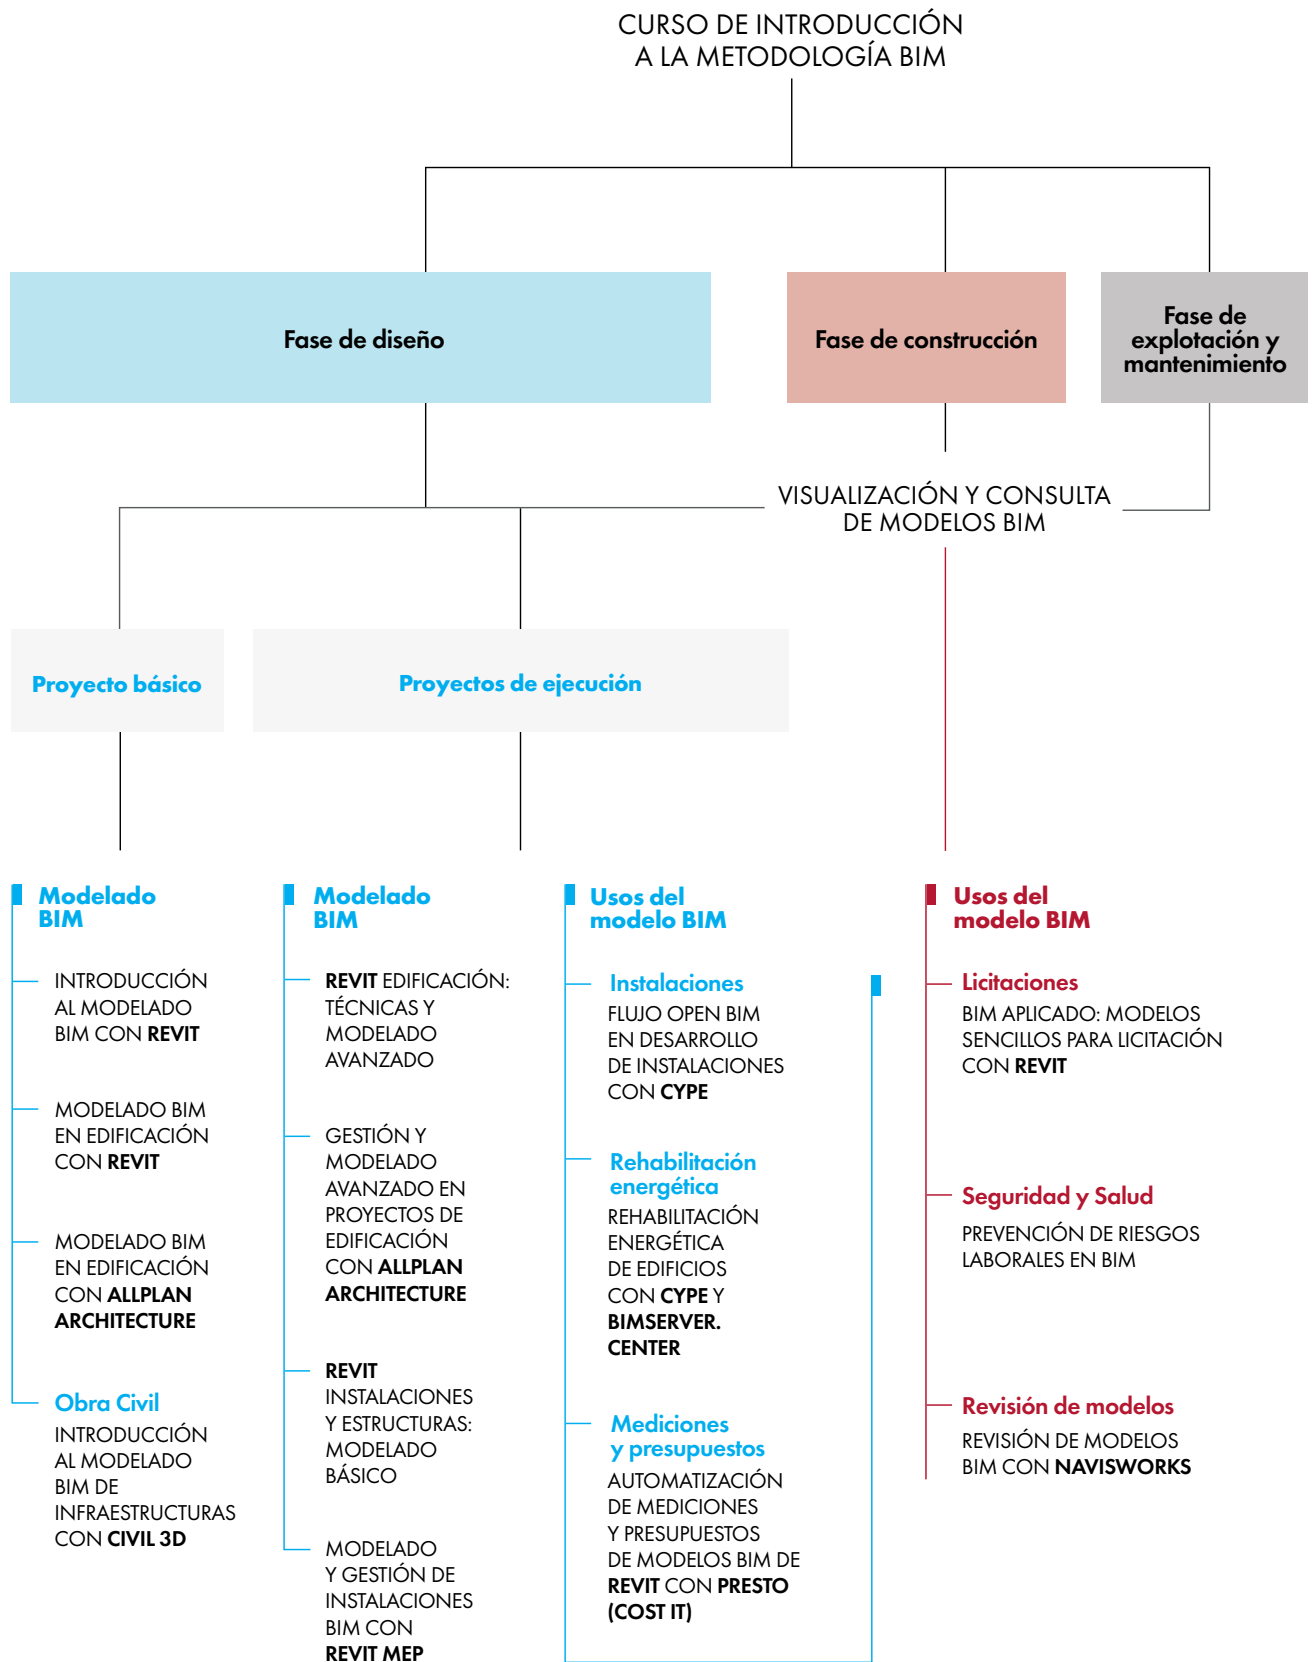 CURSO DE INTRODUCCIÓN
A LA METODOLOGÍA BIM
Fase de diseño
Fase de construcción
Fase de
explotación y
mantenimiento
VISUALIZACIÓN Y CONSULTA
DE MODELOS BIM
Proyecto básico
Proyectos de ejecución
Modelado
BIM
INTRODUCCIÓN
AL MODELADO
BIM CON REVIT
MODELADO BIM
EN EDIFICACIÓN
CON REVIT
MODELADO BIM
EN EDIFICACIÓN
CON ALLPLAN
ARCHITECTURE
Obra Civil
INTRODUCCIÓN
AL MODELADO
BIM DE
INFRAESTRUCTURAS
CON CIVIL 3D
Modelado
BIM
REVIT EDIFICACIÓN:
TÉCNICAS Y
MODELADO
AVANZADO
GESTIÓN Y
MODELADO
AVANZADO EN
PROYECTOS DE
EDIFICACIÓN
CON ALLPLAN
ARCHITECTURE
REVIT
INSTALACIONES
Y ESTRUCTURAS:
MODELADO
BÁSICO
MODELADO
Y GESTIÓN DE
INSTALACIONES
BIM CON
REVIT MEP
Usos del
modelo BIM
Instalaciones
FLUJO OPEN BIM
EN DESARROLLO
DE INSTALACIONES
CON CYPE
Rehabilitación
energética
REHABILITACIÓN
ENERGÉTICA
DE EDIFICIOS
CON CYPE Y
BIMSERVER.
CENTER
Mediciones
y presupuestos
AUTOMATIZACIÓN
DE MEDICIONES
Y PRESUPUESTOS
DE MODELOS BIM DE
REVIT CON PRESTO
(COST IT)
Usos del
modelo BIM
Licitaciones
BIM APLICADO: MODELOS
SENCILLOS PARA LICITACIÓN
CON REVIT
Seguridad y Salud
PREVENCIÓN DE RIESGOS
LABORALES EN BIM
Revisión de modelos
REVISIÓN DE MODELOS
BIM CON NAVISWORKS